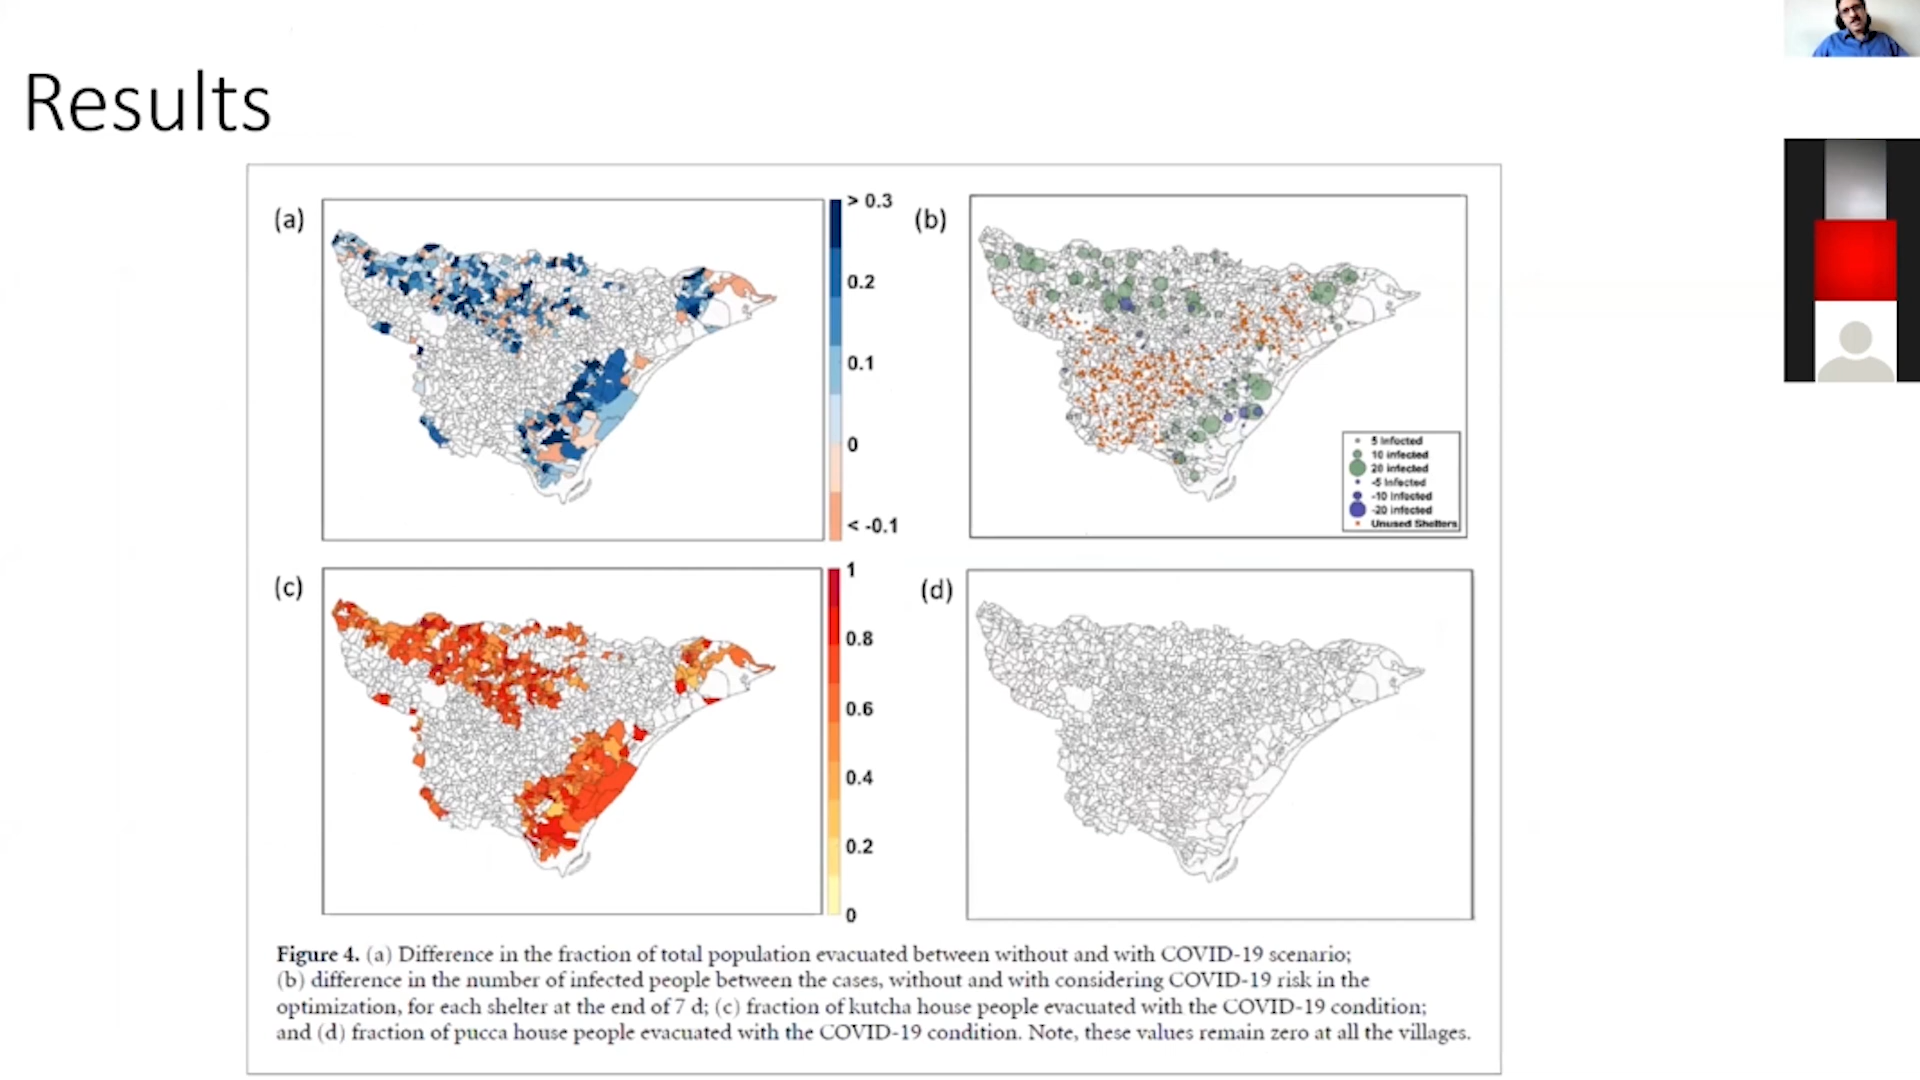 Results
(a)
> 0.3
0.2
0.1
0
< -0.1
(b)
5 Infected
10 infected
20 infected
-5 Infected
-10 Infected
-20 infected
Unused Shelters
(c)
1
0.8
0.6
0.4
0.2
0
(d)
Figure 4. (a) Difference in the fraction of total population evacuated between without and with COVID-19 scenario;
(b) difference in the number of infected people between the cases, without and with considering COVID-19 risk in the
optimization, for each shelter at the end of 7 d; (c) fraction of kutcha house people evacuated with the COVID-19 condition;
and (d) fraction of pucca house people evacuated with the COVID-19 condition. Note, these values remain zero at all the villages.